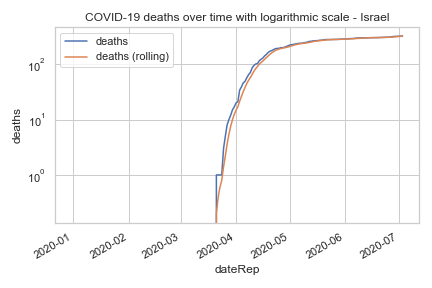 COVID-19 deaths over time with logarithmic scale - Israel
deaths
deaths (rolling)
10²
10¹
10⁰
deaths
2020-01
2020-02
2020-03
2020-04
2020-05
2020-06
2020-07
dateRep